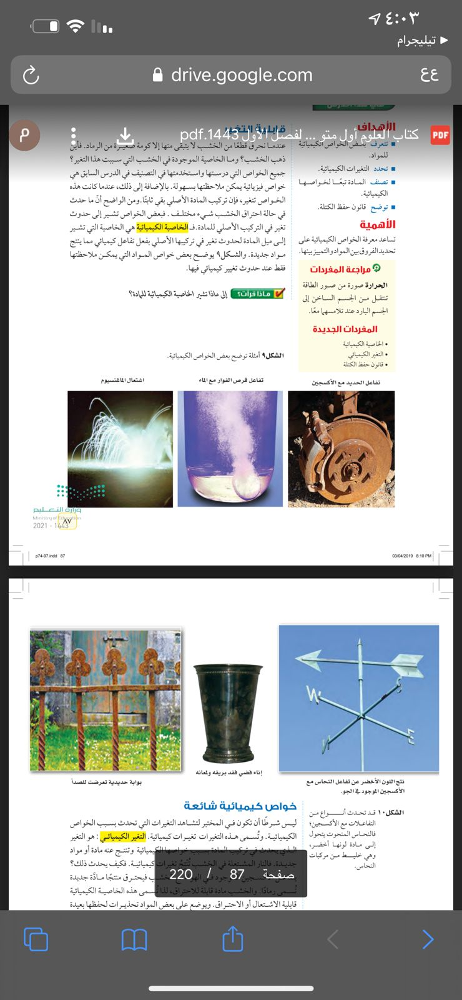 ٤:٠٣
تيليجرام
drive.google.com
عع
كتاب العلوم أول متو ... لفصل الأول 1443.pdf
PDF
م
الأهداف
■ تتعرف بعض الخواص الكيميائية
للمواد.
■ تحدد التغيرات الكيميائية.
■ تصنف المادة تبعًا لخواصها
الكيميائية.
■ توضح قانون حفظ الكتلة.
الأهمية
تساعد معرفة الخواص الكيميائية على
تحديد الفروق بين المواد والتمييز بينها.
مراجعة المفردات
الحرارة صورة من صور الطاقة
تنتقل من الجسم الساخن إلى
الجسم البارد عند تلامسهما معًا.
المفردات الجديدة
• الخاصية الكيميائية
• التغير الكيميائي
• قانون حفظ الكتلة
قابلية التغير
عندما نحرق قطعًا من الخشب لا يتبقى منها إلا كومة صغيرة من الرماد. فأين
ذهب الخشب؟ وما الخاصية الموجودة في الخشب التي سببت هذا التغير؟
جميع الخواص التي درستها واستخدمتها في التصنيف في الدرس السابق هي
خواص فيزيائية يمكن ملاحظتها بسهولة. بالإضافة إلى ذلك، عندما كانت هذه
الخواص تتغير، فإن تركيب المادة الأصلي بقي ثابتًا. ومن الواضح أنّ ما حدث
في حالة احتراق الخشب شيء مختلف . فبعض الخواص تشير إلى حدوث
تغير في التركيب الأصلي للمادة. فـ الخاصية الكيميائية هي الخاصية التي تشير
إلى ميل المادة لحدوث تغير في تركيبها الأصلي بفعل تفاعل كيميائي مما ينتج
مواد جديدة. والشكل ٩ يوضح بعض خواص المواد التي يمكن ملاحظتها
فقط عند حدوث تغيير كيميائي فيها.
ماذا قرأت؟ إلى ماذا تشير الخاصية الكيميائية للمادة؟
الشكل ٩ أمثلة توضح بعض الخواص الكيميائية.
تفاعل الحديد مع الأكسجين
تفاعل قرص الفوار مع الماء
اشتعال الماغنسيوم
وزارة التعليم
Ministry of Education
2021 - 1443
٨٧
p74-97.indd 87
03/04/2019 8:10 PM
W
E
نتج اللون الأخضر عن تفاعل النحاس مع
الأكسجين الموجود في الجو.
إناء فضي فقد بريقه ولمعانه
بوابة حديدية تعرضت للصدأ
الشكل ١٠ قد تحدث أنواع من
التفاعلات مع الأكسجين؛
فالنحاس المنحوت يتحول
إلى مادة لونها أخضر،
وهي خليط من مركبات
النحاس.
خواص كيميائية شائعة
ليس شرطًا أن تكون في المختبر لتشاهد التغيرات التي تحدث بسبب الخواص
الكيميائية. وتُسمى هذه التغيرات تغيرات كيميائية. التغير الكيميائي : هو التغير
الذي يحدث في تركيب المادة بسبب خواصها الكيميائية وتنتج عنه مادة أو مواد
جديدة. فالنار المشتعلة في الخشب تُنتجُ تغيرات كيميائية. فكيف يحدث ذلك؟
خشب فيحترق منتجًا مادَّة جديدة
تُسمى رمادًا. والخشب مادة قابلة للاحتراق، لذا تُسمى هذه الخاصية الكيميائية
قابلية الاشتعال أو الاحتراق. ويوضع على بعض المواد تحذيرات لحفظها بعيدة
صفحة 87 / 220